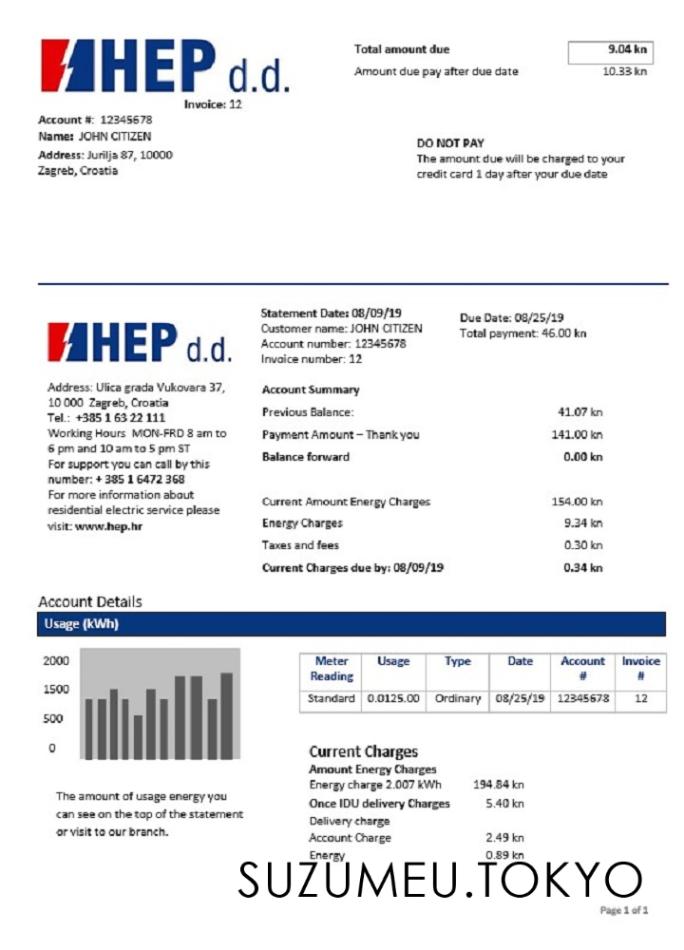 HEP d.d.
Total amount due 9.04 kn
Amount due pay after due date 10.33 kn
Invoice: 12
Account #: 12345678
Name: JOHN CITIZEN
Address: Jurilja 87, 10000
Zagreb, Croatia
DO NOT PAY
The amount due will be charged to your
credit card 1 day after your due date
HEP d.d.
Address: Ulica grada Vukovara 37,
10 000 Zagreb, Croatia
Tel.: +385 1 63 22 111
Working Hours MON-FRD 8 am to
6 pm and 10 am to 5 pm ST
For support you can call by this
number: + 385 1 6472 368
For more information about
residential electric service please
visit: www.hep.hr
Statement Date: 08/09/19
Customer name: JOHN CITIZEN
Account number: 12345678
Invoice number: 12
Due Date: 08/25/19
Total payment: 46.00 kn
Account Summary
Previous Balance: 41.07 kn
Payment Amount – Thank you 141.00 kn
Balance forward 0.00 kn
Current Amount Energy Charges 154.00 kn
Energy Charges 9.34 kn
Taxes and fees 0.30 kn
Current Charges due by: 08/09/19 0.34 kn
Account Details
Usage (kWh)
2000
1500
500
0
The amount of usage energy you
can see on the top of the statement
or visit to our branch.
Meter Reading Usage Type Date Account # Invoice #
Standard 0.0125.00 Ordinary 08/25/19 12345678 12
Current Charges
Amount Energy Charges
Energy charge 2.007 kWh 194.84 kn
Once IDU delivery Charges 5.40 kn
Delivery charge
Account Charge 2.49 kn
Energy 0.89 kn
SUZUMEU.TOKYO
Page 1 of 1